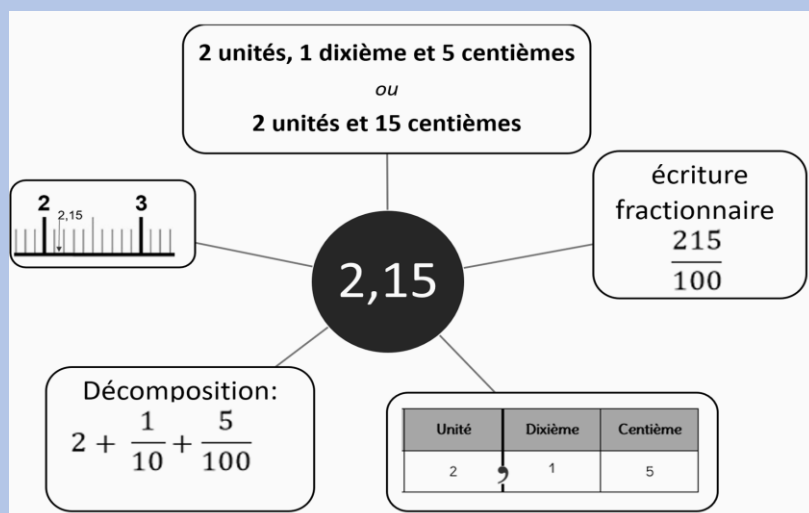 2 unités, 1 dixième et 5 centièmes
ou
2 unités et 15 centièmes
2 3
2,15
2,15
écriture
fractionnaire
215
100
Décomposition:
2 + 1/10 + 5/100
Unité Dixième Centième
2 , 1 5